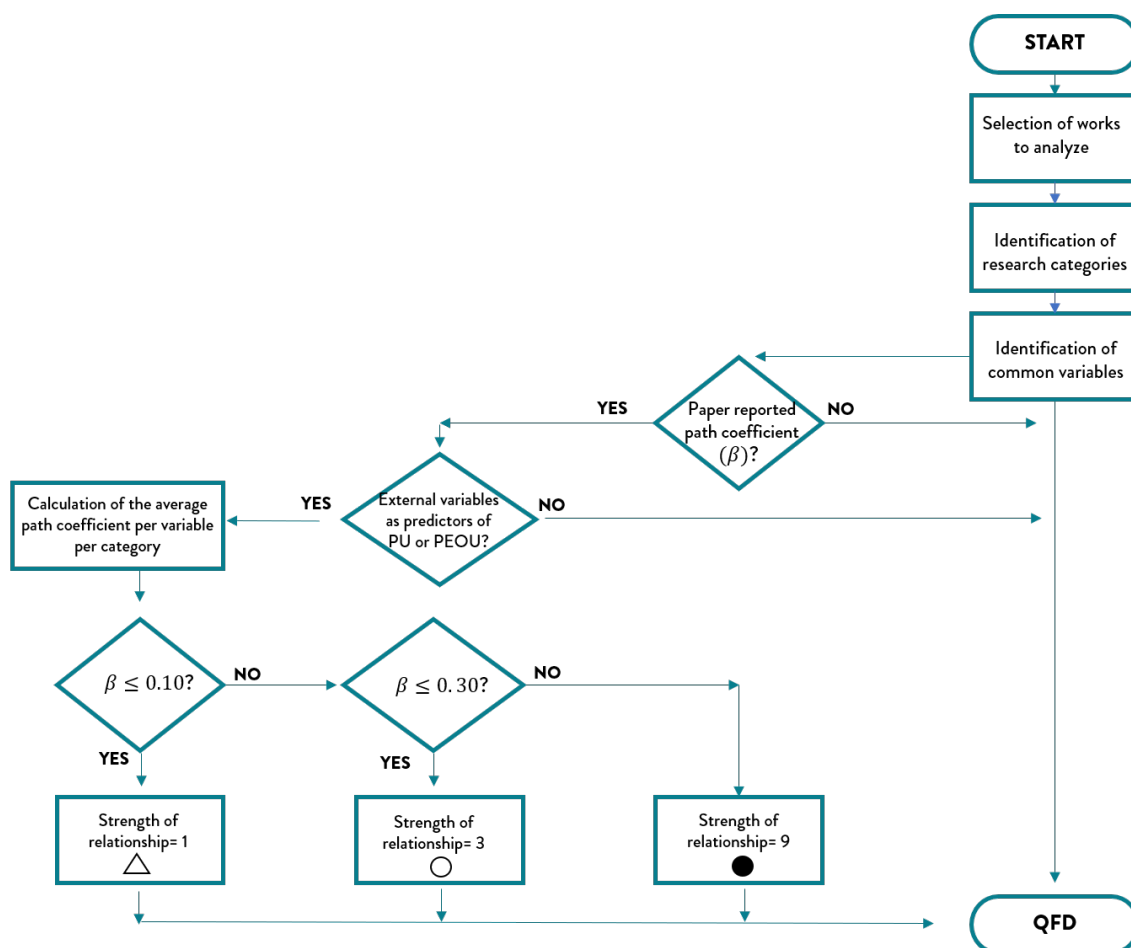 START
Selection of works
to analyze
Identification of
research categories
Identification of
common variables
Paper reported
path coefficient
(β)?
YES
NO
External variables
as predictors of
PU or PEOU?
YES
NO
Calculation of the average
path coefficient per variable
per category
β ≤ 0.10?
NO
YES
β ≤ 0.30?
NO
YES
Strength of
relationship= 1
Strength of
relationship= 3
Strength of
relationship= 9
QFD